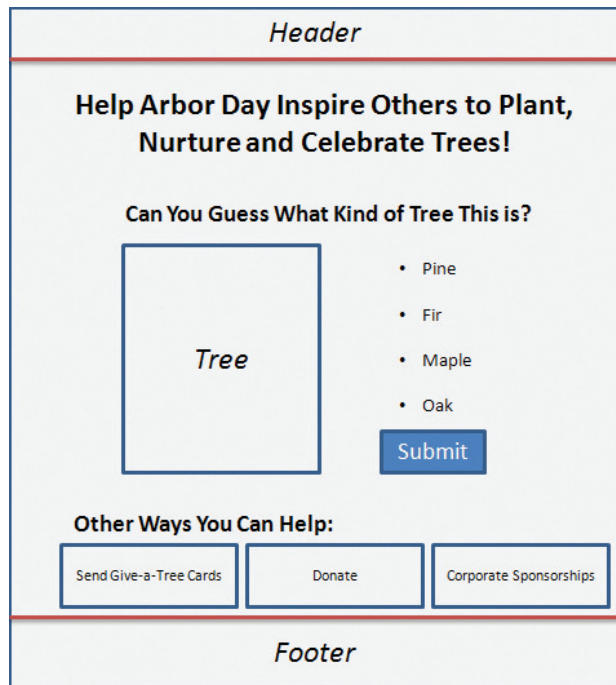 Header
Help Arbor Day Inspire Others to Plant,
Nurture and Celebrate Trees!
Can You Guess What Kind of Tree This is?
Tree
• Pine
• Fir
• Maple
• Oak
Submit
Other Ways You Can Help:
Send Give-a-Tree Cards
Donate
Corporate Sponsorships
Footer